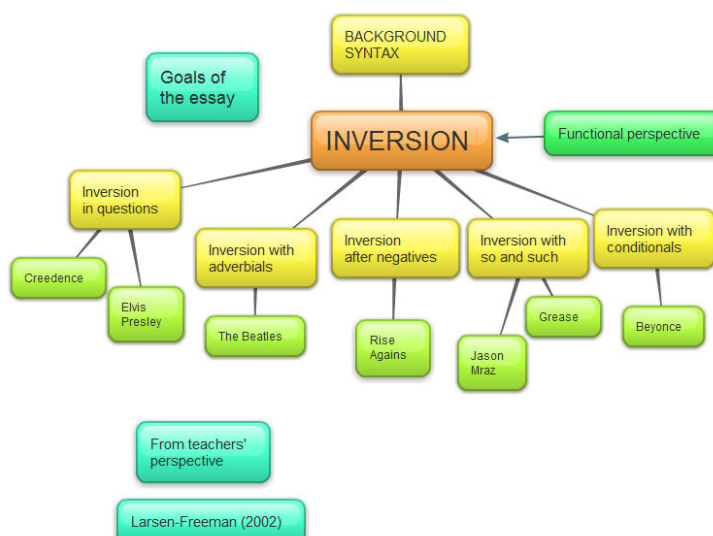 BACKGROUND
SYNTAX
Goals of
the essay
INVERSION
Functional perspective
Inversion
in questions
Inversion with
adverbials
Inversion
after negatives
Inversion with
so and such
Inversion with
conditionals
Creedence
Elvis
Presley
The Beatles
Rise
Agains
Jason
Mraz
Grease
Beyonce
From teachers'
perspective
Larsen-Freeman (2002)